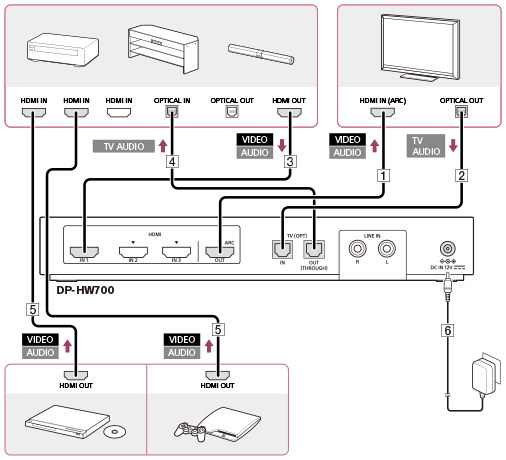 HDMI IN HDMI IN HDMI IN OPTICAL IN OPTICAL OUT HDMI OUT
HDMI IN (ARC) OPTICAL OUT
TV AUDIO
4
VIDEO
AUDIO
3
VIDEO
AUDIO
1
TV
AUDIO
2
HDMI
ARC
IN 1 IN 2 IN 3 OUT
TV (OPT)
IN OUT
(THROUGH)
LINE IN
R L
DC IN 12V
DP-HW700
5
VIDEO
AUDIO
5
VIDEO
AUDIO
6
HDMI OUT
HDMI OUT